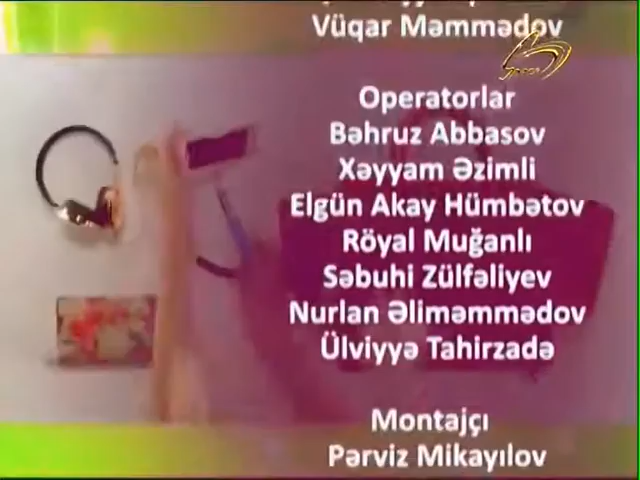 Vüqar Məmmədov
Operatorlar
Bəhruz Abbasov
Xəyyam Əzimli
Elgün Akay Hümbətov
Röyal Muğanlı
Səbuhi Zülfəliyev
Nurlan Əliməmmədov
Ülviyyə Tahirzadə
Montajçı
Pərviz Mikayılov